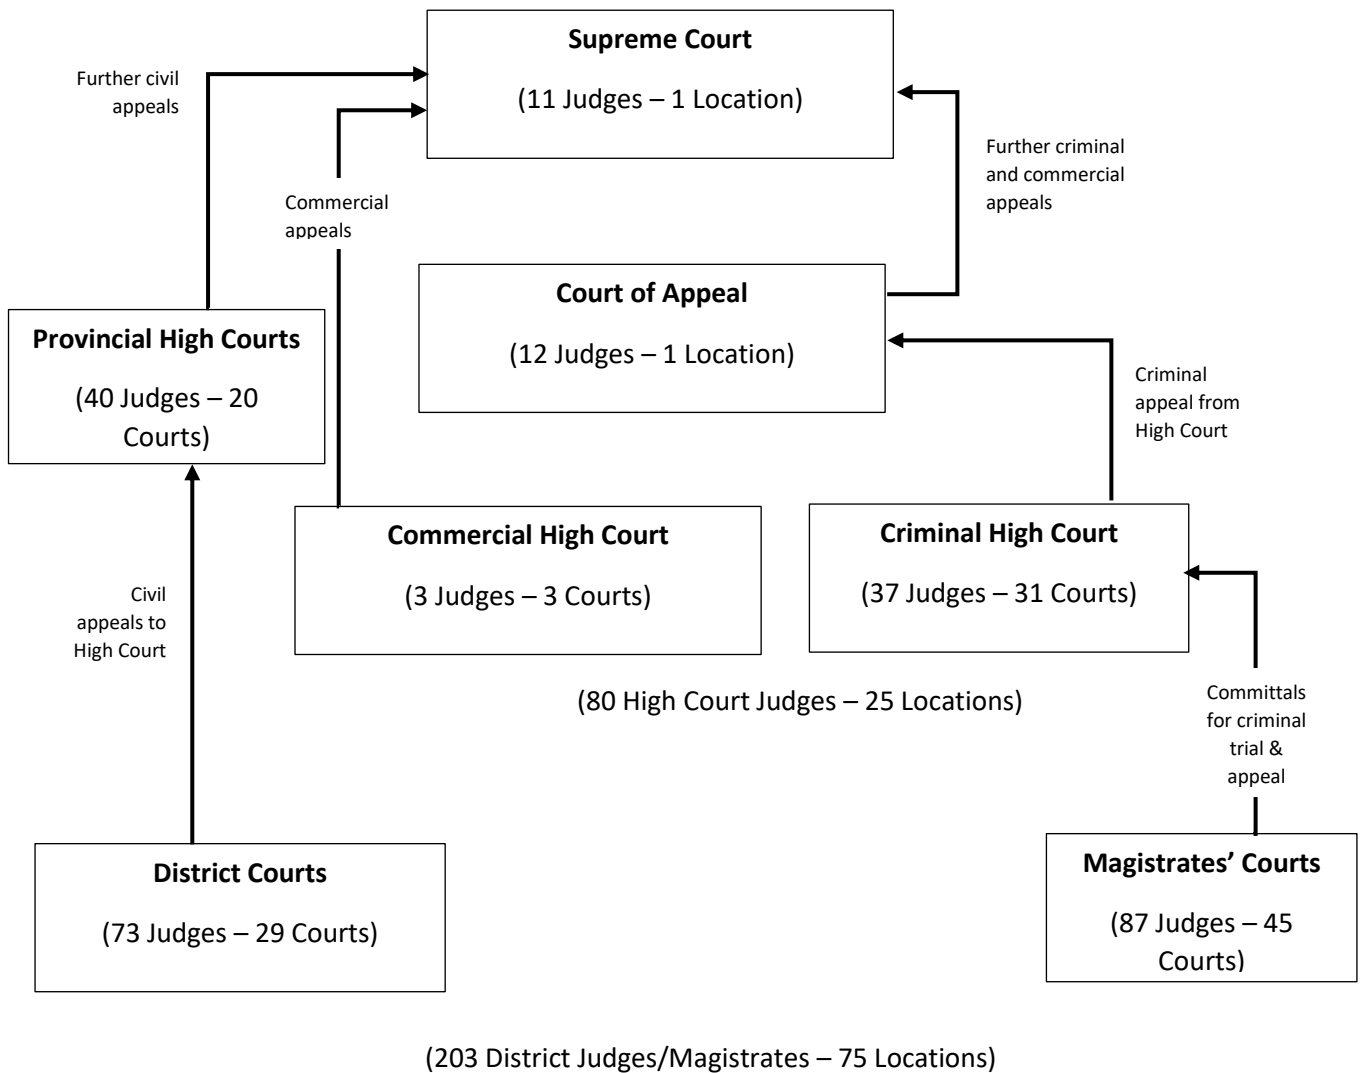 Supreme Court
(11 Judges – 1 Location)
Further civil
appeals
Commercial
appeals
Further criminal
and commercial
appeals
Court of Appeal
(12 Judges – 1 Location)
Provincial High Courts
(40 Judges – 20
Courts)
Criminal
appeal from
High Court
Commercial High Court
(3 Judges – 3 Courts)
Criminal High Court
(37 Judges – 31 Courts)
Civil
appeals to
High Court
(80 High Court Judges – 25 Locations)
Committals
for criminal
trial &
appeal
District Courts
(73 Judges – 29 Courts)
Magistrates’ Courts
(87 Judges – 45
Courts)
(203 District Judges/Magistrates – 75 Locations)